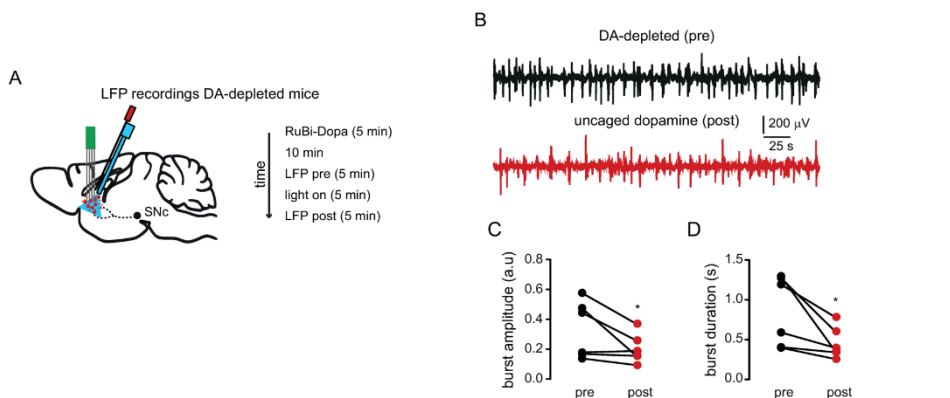 A
LFP recordings DA-depleted mice
SNc
time
RuBi-Dopa (5 min)
10 min
LFP pre (5 min)
light on (5 min)
LFP post (5 min)
B
DA-depleted (pre)
uncaged dopamine (post)
200 µV
25 s
C
burst amplitude (a.u)
0.8
0.6
0.4
0.2
0.0
*
pre post
D
burst duration (s)
1.5
1.0
0.5
0.0
*
pre post